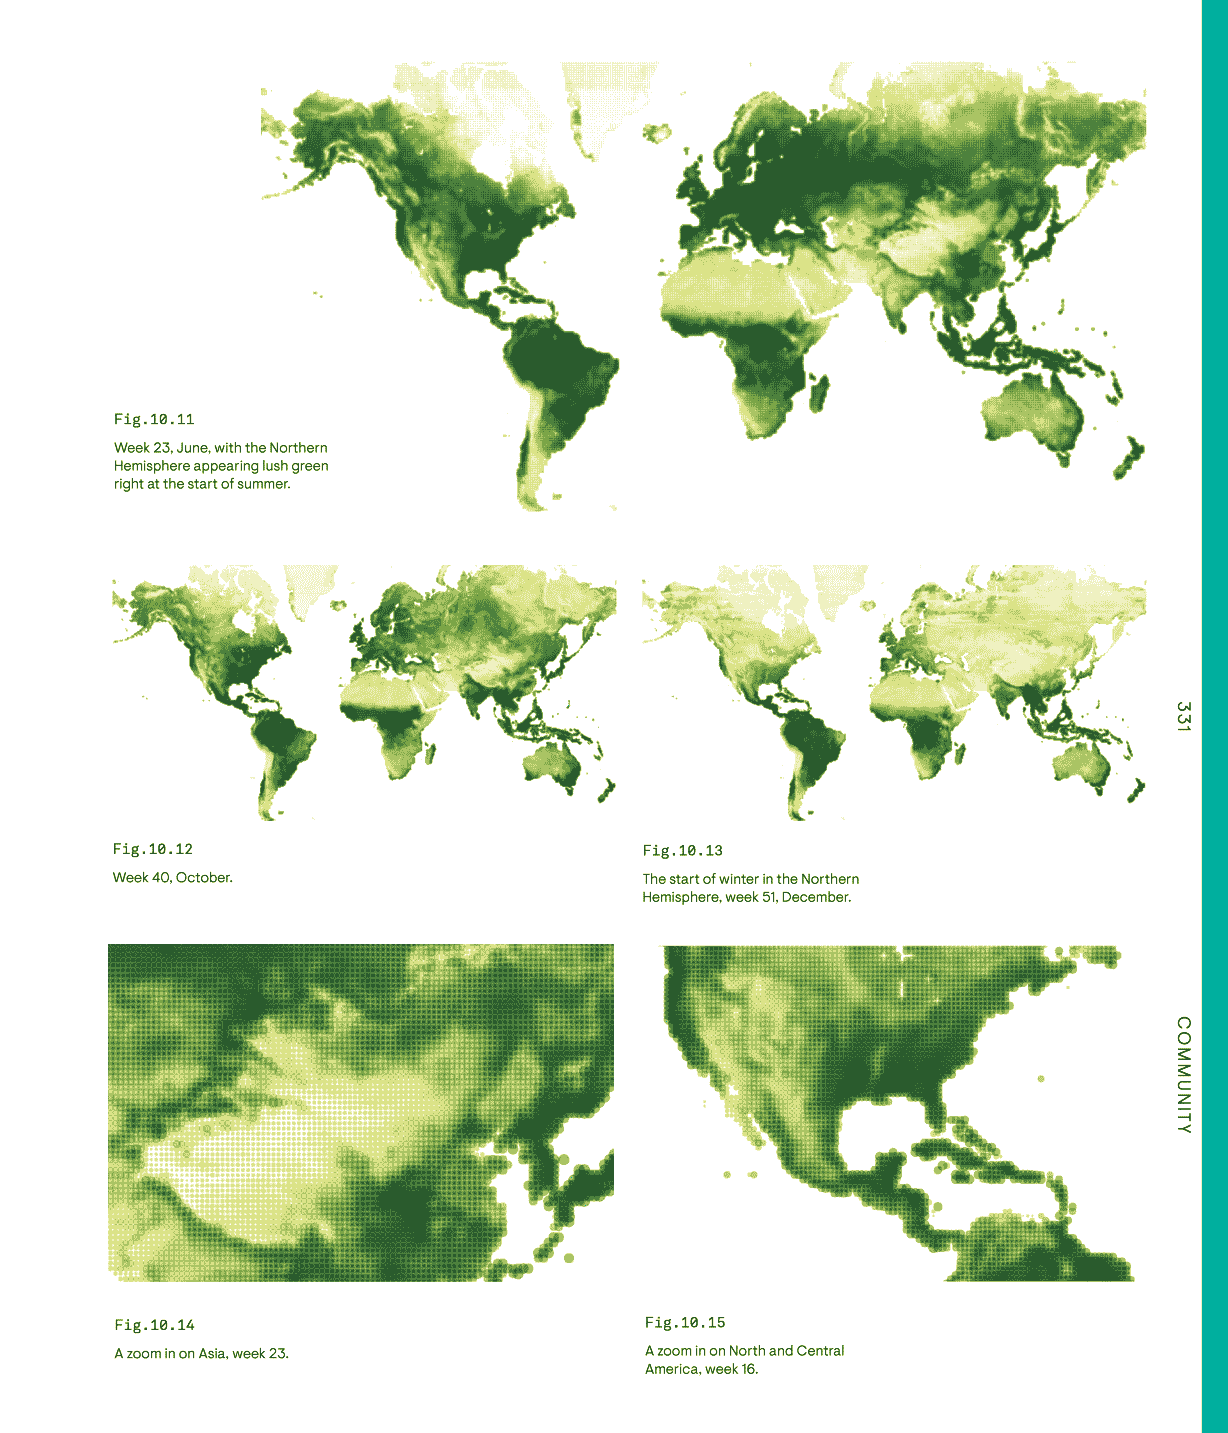 Fig.10.11
Week 23, June, with the Northern
Hemisphere appearing lush green
right at the start of summer.
Fig.10.12
Week 40, October.
Fig.10.13
The start of winter in the Northern
Hemisphere, week 51, December.
331
COMMUNITY
Fig.10.14
A zoom in on Asia, week 23.
Fig.10.15
A zoom in on North and Central
America, week 16.